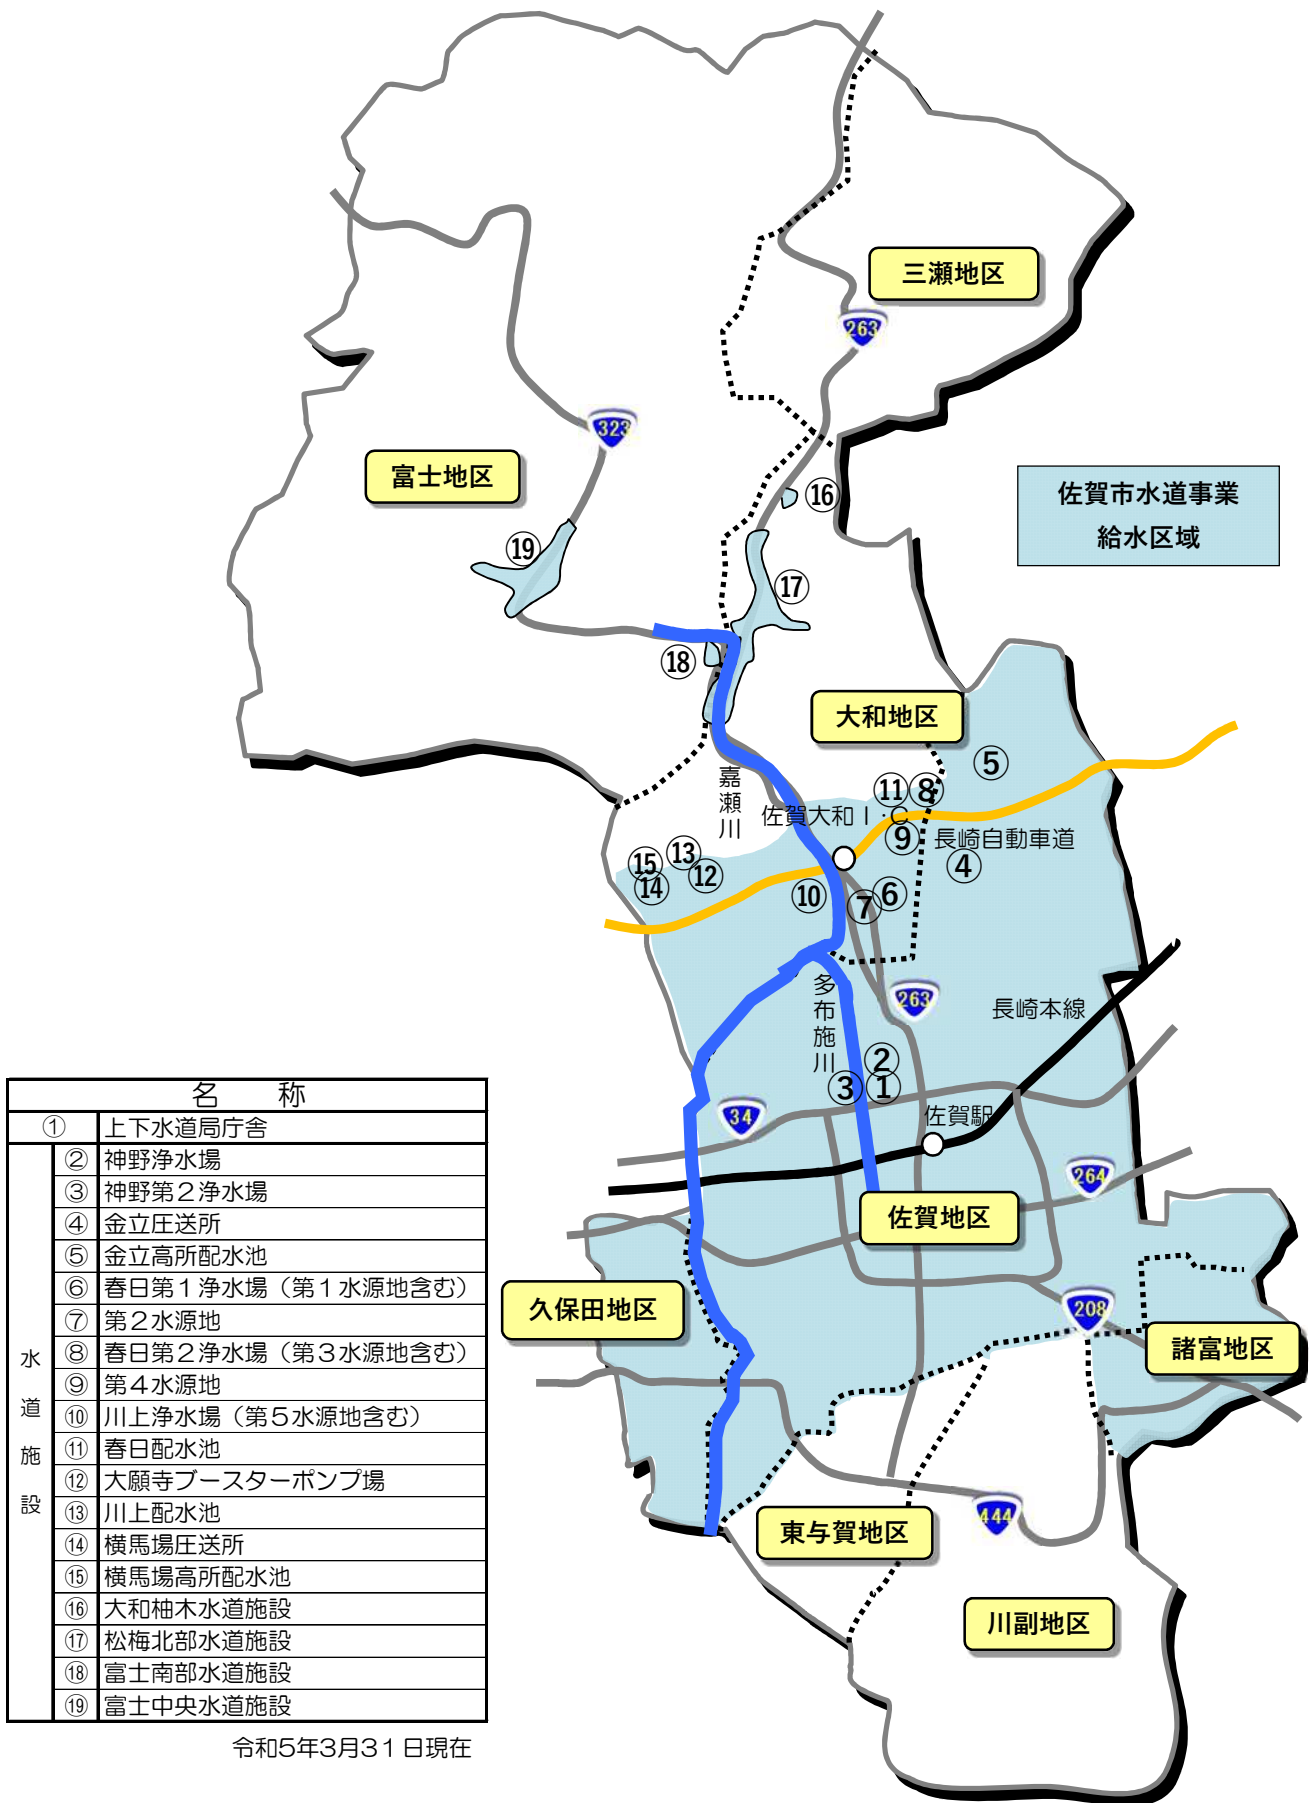 三瀬地区
263
323
富士地区
⑯
佐賀市水道事業
給水区域
⑲
⑰
⑱
大和地区
嘉瀬川
⑤
⑪
⑧
佐賀大和Ⅰ・C
⑨
長崎自動車道
④
⑬
⑮
⑫
⑭
⑩
⑦
⑥
多布施川
263
長崎本線
②
③
①
34
佐賀駅
264
佐賀地区
久保田地区
208
諸富地区
444
東与賀地区
川副地区
名 称
① 上下水道局庁舎
水道施設
② 神野浄水場
③ 神野第2浄水場
④ 金立圧送所
⑤ 金立高所配水池
⑥ 春日第1浄水場（第1水源地含む）
⑦ 第2水源地
⑧ 春日第2浄水場（第3水源地含む）
⑨ 第4水源地
⑩ 川上浄水場（第5水源地含む）
⑪ 春日配水池
⑫ 大願寺ブースターポンプ場
⑬ 川上配水池
⑭ 横馬場圧送所
⑮ 横馬場高所配水池
⑯ 大和柚木水道施設
⑰ 松梅北部水道施設
⑱ 富士南部水道施設
⑲ 富士中央水道施設
令和5年3月31日現在